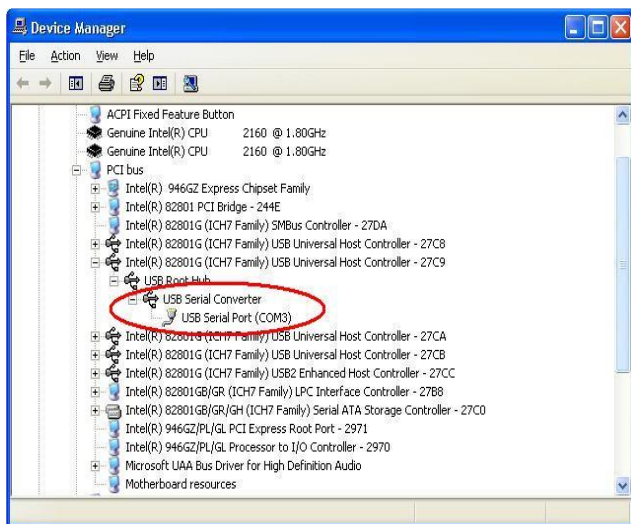 Device Manager
File Action View Help
ACPI Fixed Feature Button
Genuine Intel(R) CPU 2160 @ 1.80GHz
Genuine Intel(R) CPU 2160 @ 1.80GHz
PCI bus
Intel(R) 946GZ Express Chipset Family
Intel(R) 82801 PCI Bridge - 244E
Intel(R) 82801G (ICH7 Family) SMBus Controller - 27DA
Intel(R) 82801G (ICH7 Family) USB Universal Host Controller - 27C8
Intel(R) 82801G (ICH7 Family) USB Universal Host Controller - 27C9
USB Root Hub
USB Serial Converter
USB Serial Port (COM3)
Intel(R) 82801G (ICH7 Family) USB Universal Host Controller - 27CA
Intel(R) 82801G (ICH7 Family) USB Universal Host Controller - 27CB
Intel(R) 82801G (ICH7 Family) USB2 Enhanced Host Controller - 27CC
Intel(R) 82801GB/GR (ICH7 Family) LPC Interface Controller - 27B8
Intel(R) 82801GB/GR/GH (ICH7 Family) Serial ATA Storage Controller - 27C0
Intel(R) 946GZ/PL/GL PCI Express Root Port - 2971
Intel(R) 946GZ/PL/GL Processor to I/O Controller - 2970
Microsoft UAA Bus Driver for High Definition Audio
Motherboard resources